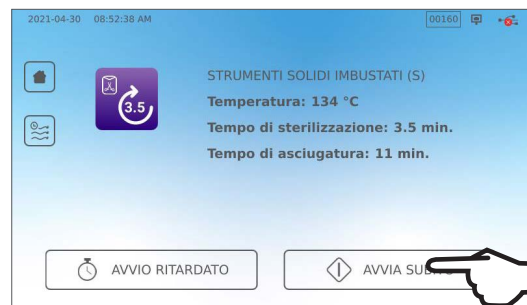 2021-04-30 08:52:38 AM 00160
STRUMENTI SOLIDI IMBUSTATI (S)
3.5
Temperatura: 134 °C
Tempo di sterilizzazione: 3.5 min.
Tempo di asciugatura: 11 min.
AVVIO RITARDATO
AVVIA